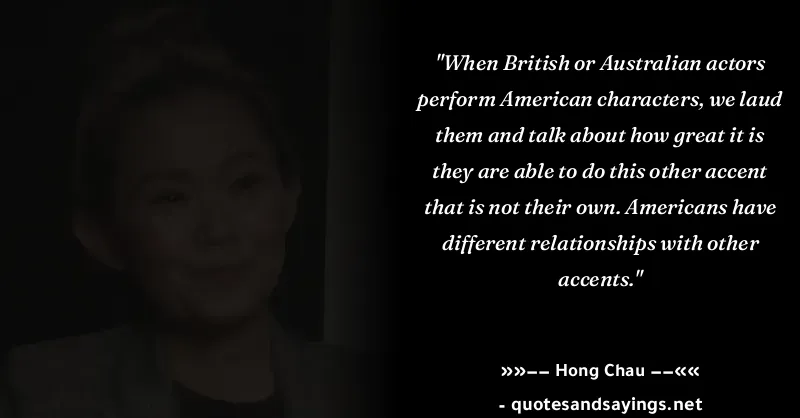 "When British or Australian actors
perform American characters, we laud
them and talk about how great it is
they are able to do this other accent
that is not their own. Americans have
different relationships with other
accents."
»»−− Hong Chau −−««
- quotesandsayings.net